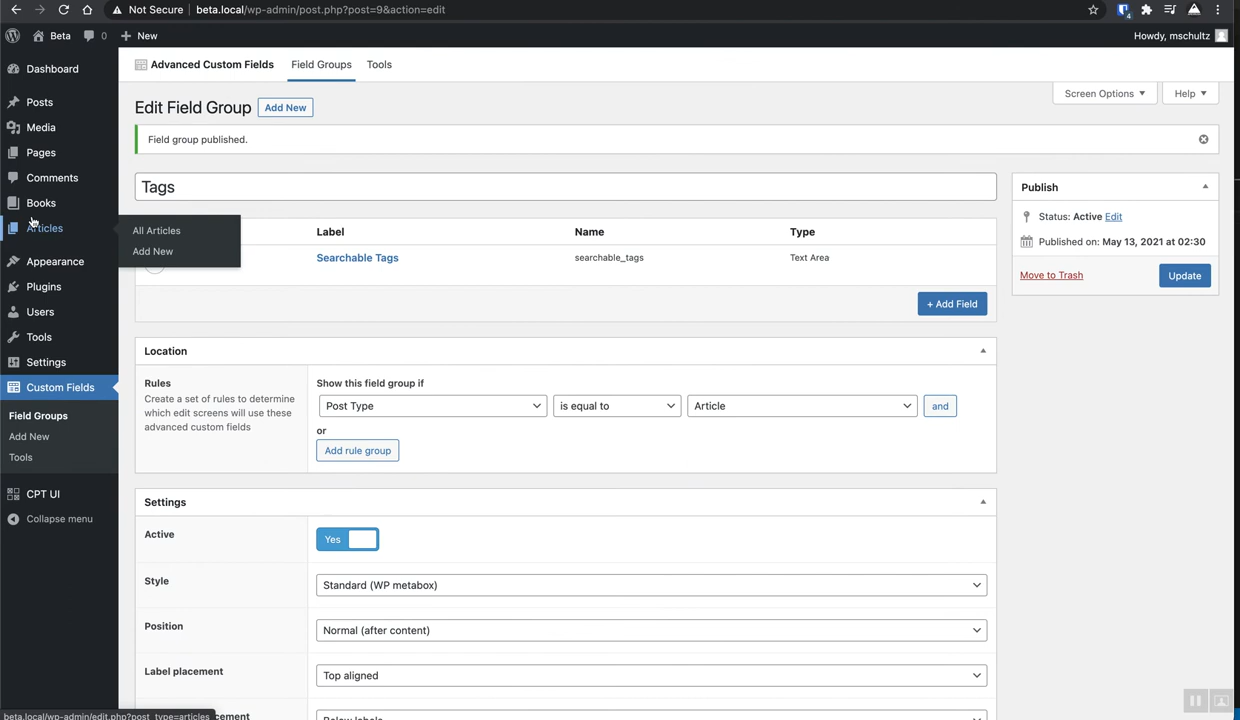 Not Secure beta.local/wp-admin/post.php?post=9&action=edit
4
Beta 0 New Howdy, mschultz
Dashboard
Posts
Media
Pages
Comments
Books
Articles
All Articles
Add New
Appearance
Plugins
Users
Tools
Settings
Custom Fields
Field Groups
Add New
Tools
CPT UI
Collapse menu
Advanced Custom Fields Field Groups Tools
Screen Options Help
Edit Field Group Add New
Field group published.
Tags
Label Name Type
Searchable Tags searchable_tags Text Area
+ Add Field
Location
Rules
Create a set of rules to determine
which edit screens will use these
advanced custom fields
Show this field group if
Post Type is equal to Article and
or
Add rule group
Settings
Active Yes
Style Standard (WP metabox)
Position Normal (after content)
Label placement Top aligned
Publish
Status: Active Edit
Published on: May 13, 2021 at 02:30
Move to Trash Update
beta.local/wp-admin/edit.php?post_type=articles